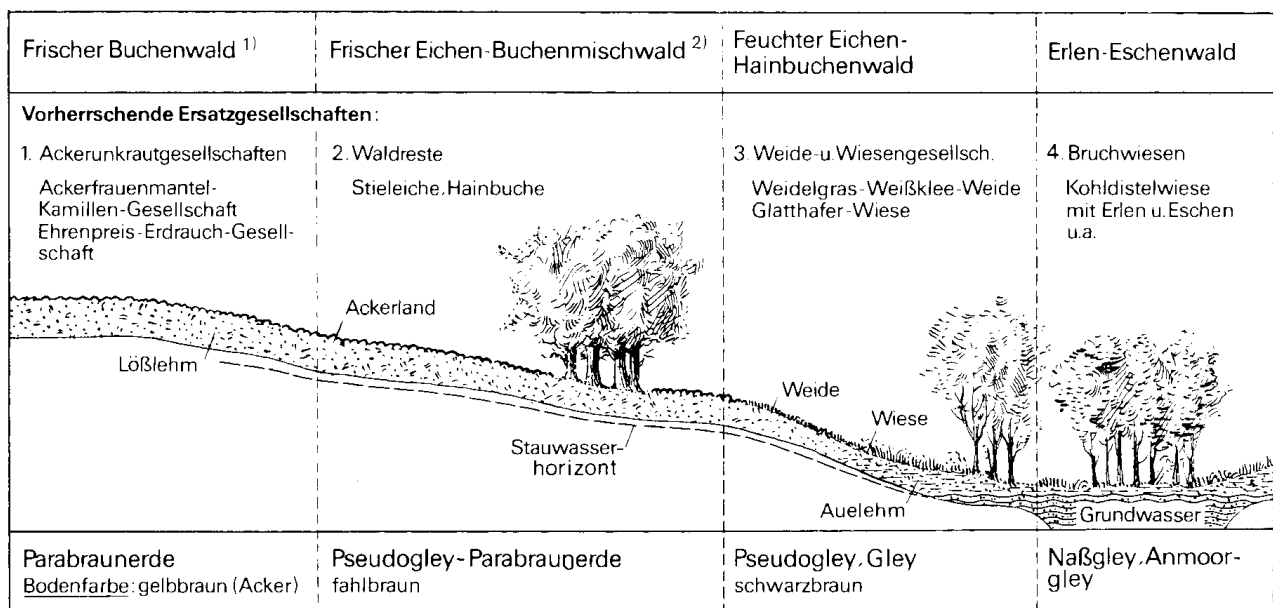 Frischer Buchenwald 1)
Frischer Eichen-Buchenmischwald 2)
Feuchter Eichen-
Hainbuchenwald
Erlen-Eschenwald
Vorherrschende Ersatzgesellschaften:
1. Ackerunkrautgesellschaften
Ackerfrauenmantel-
Kamillen-Gesellschaft
Ehrenpreis-Erdrauch-Gesell-
schaft
2. Waldreste
Stieleiche, Hainbuche
3. Weide-u. Wiesengesellsch.
Weidelgras-Weißklee-Weide
Glatthafer-Wiese
4. Bruchwiesen
Kohldistelwiese
mit Erlen u. Eschen
u.a.
Ackerland
Lößlehm
Stauwasser-
horizont
Weide
Wiese
Auelehm
Grundwasser
Parabraunerde
Bodenfarbe: gelbbraun (Acker)
Pseudogley-Parabraunerde
fahlbraun
Pseudogley, Gley
schwarzbraun
Naßgley, Anmoor-
gley